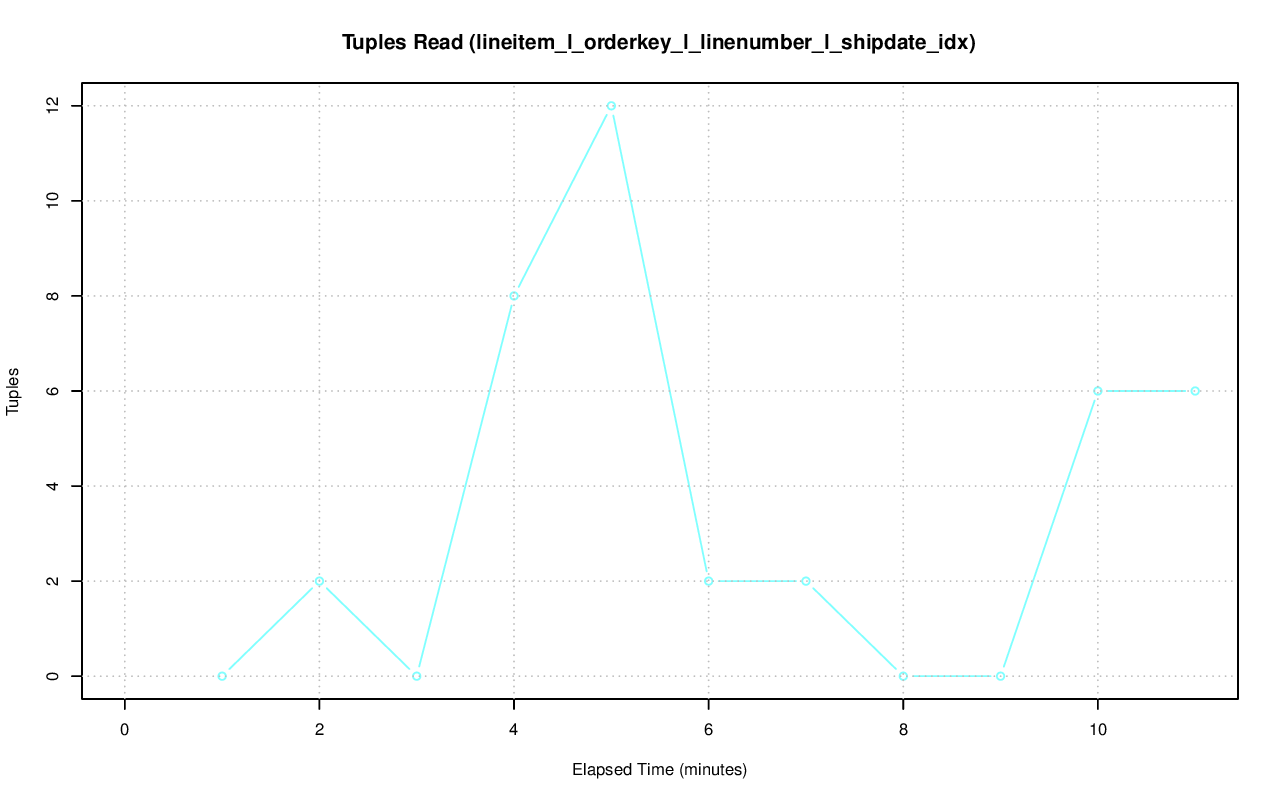 Tuples Read (lineitem_l_orderkey_l_linenumber_l_shipdate_idx)
Tuples
12
10
8
6
4
2
0
0 2 4 6 8 10
Elapsed Time (minutes)